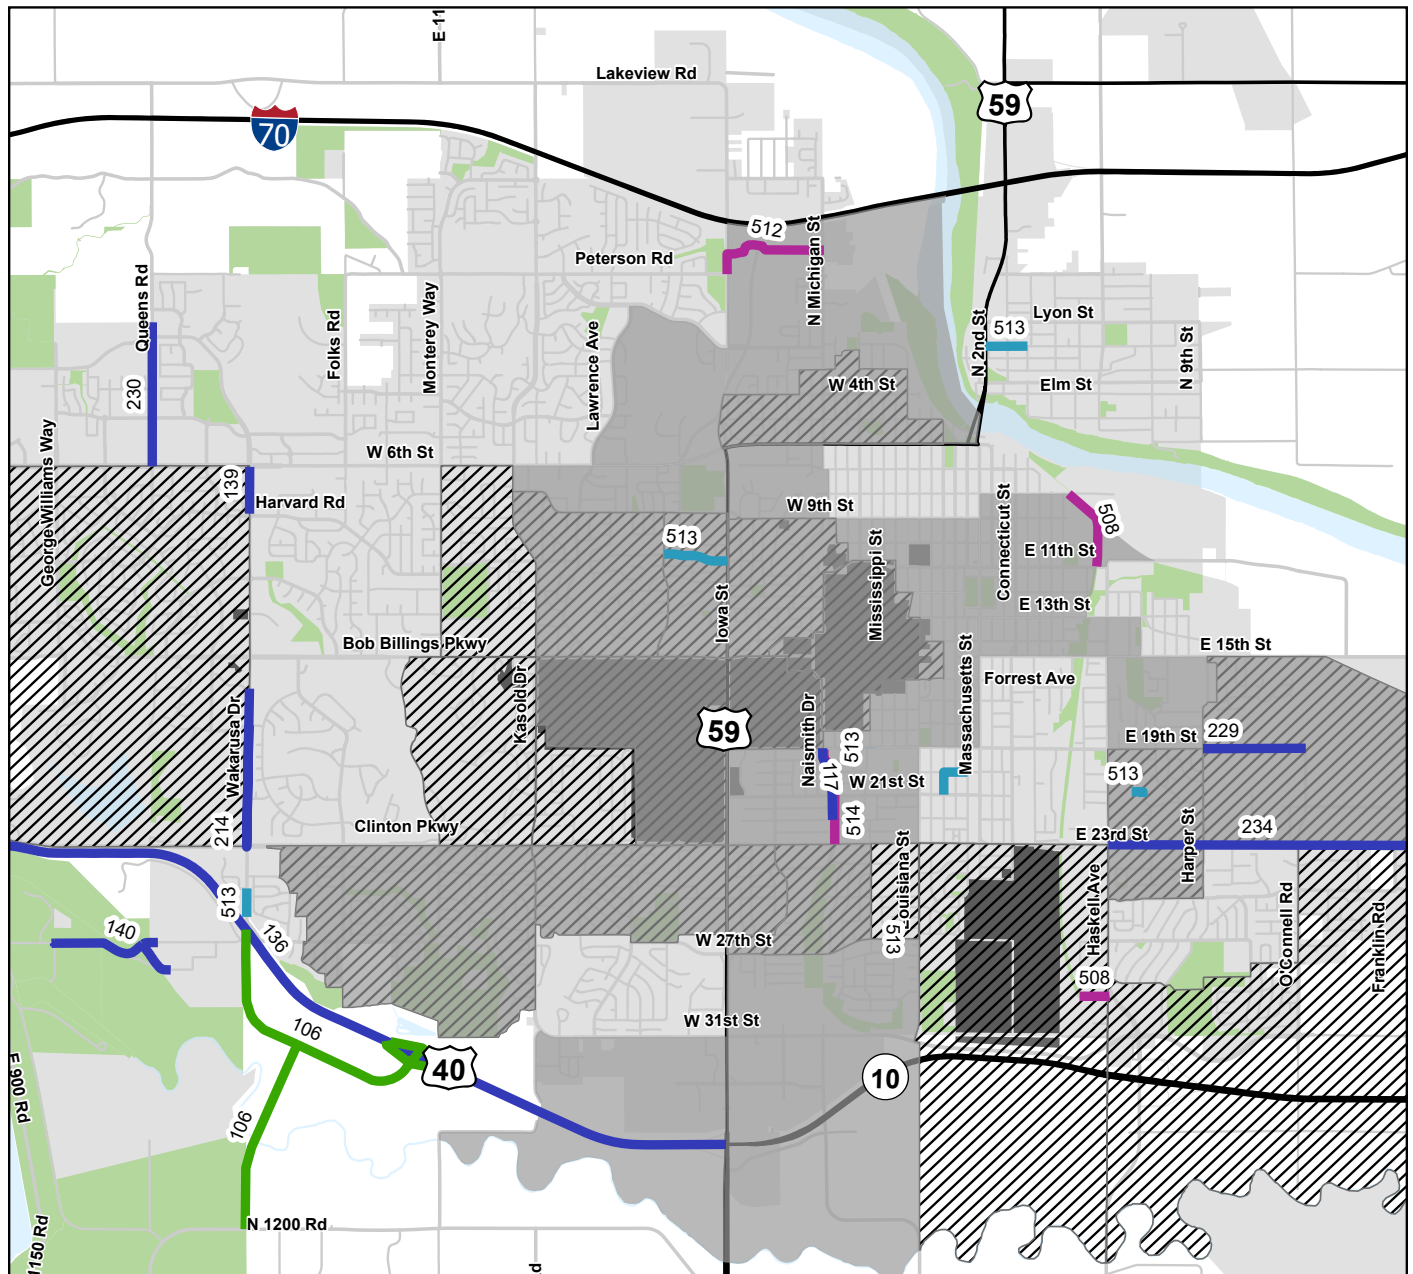 E 11
Lakeview Rd
59
70
512
N Michigan St
Peterson Rd
Queens Rd
Folks Rd
Monterey Way
Lawrence Ave
N 2nd St
Lyon St
513
N 9th St
Elm St
W 4th St
230
George Williams Way
W 6th St
139
Harvard Rd
W 9th St
Connecticut St
508
513
Mississippi St
E 11th St
Iowa St
E 13th St
Bob Billings Pkwy
E 15th St
Kasold Dr
Massachusetts St
Forrest Ave
Wakarusa Dr
59
Naismith Dr
513
E 19th St
229
117
W 21st St
513
214
Clinton Pkwy
514
E 23rd St
234
Harper St
Louisiana St
513
140
136
W 27th St
513
Haskell Ave
O'Connell Rd
Franklin Rd
508
106
W 31st St
40
10
E 900 Rd
106
N 1200 Rd
1150 Rd